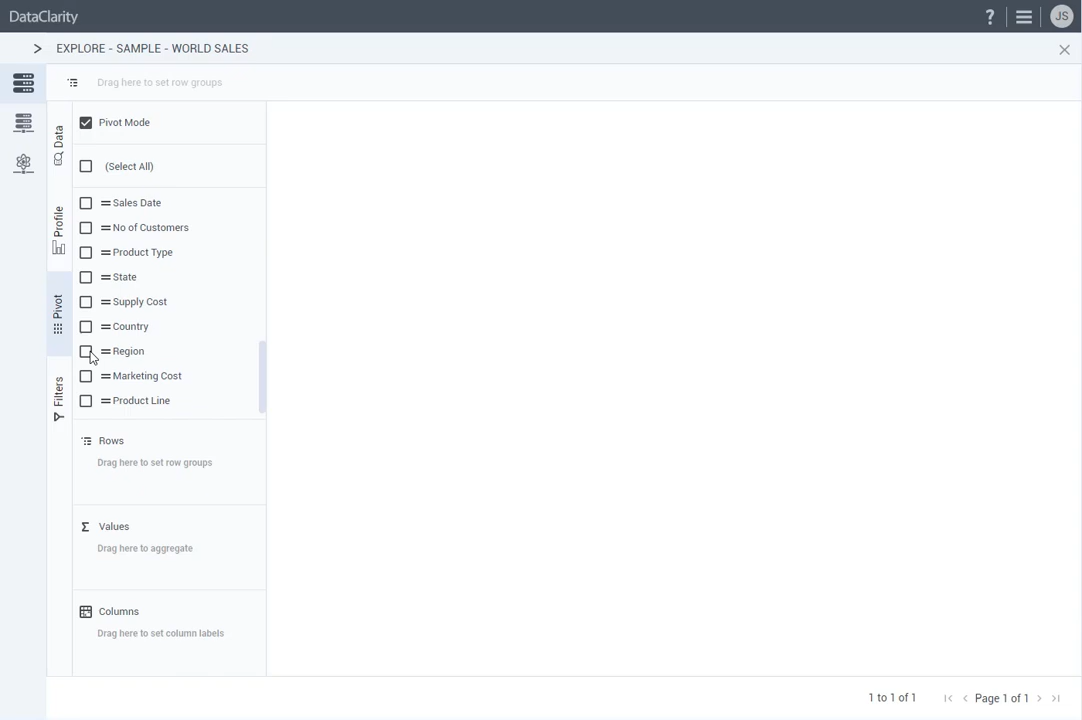 DataClarity
?
JS
EXPLORE - SAMPLE - WORLD SALES
Drag here to set row groups
Data
Profile
Pivot
Filters
Pivot Mode
(Select All)
Sales Date
No of Customers
Product Type
State
Supply Cost
Country
Region
Marketing Cost
Product Line
Rows
Drag here to set row groups
Σ Values
Drag here to aggregate
Columns
Drag here to set column labels
1 to 1 of 1 Page 1 of 1